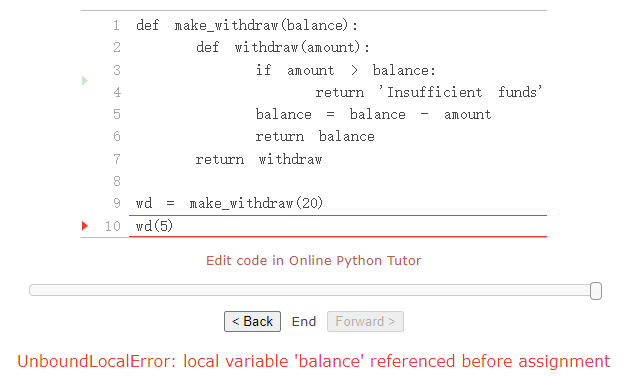 1 def make_withdraw(balance):
2 def withdraw(amount):
3 if amount > balance:
4 return 'Insufficient funds'
5 balance = balance - amount
6 return balance
7 return withdraw
8
9 wd = make_withdraw(20)
10 wd(5)
Edit code in Online Python Tutor
< Back End Forward >
UnboundLocalError: local variable 'balance' referenced before assignment